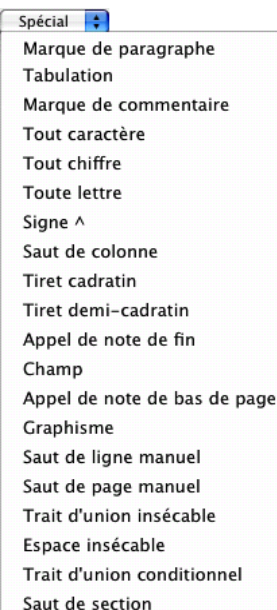 Spécial
Marque de paragraphe
Tabulation
Marque de commentaire
Tout caractère
Tout chiffre
Toute lettre
Signe ^
Saut de colonne
Tiret cadratin
Tiret demi-cadratin
Appel de note de fin
Champ
Appel de note de bas de page
Graphisme
Saut de ligne manuel
Saut de page manuel
Trait d'union insécable
Espace insécable
Trait d'union conditionnel
Saut de section